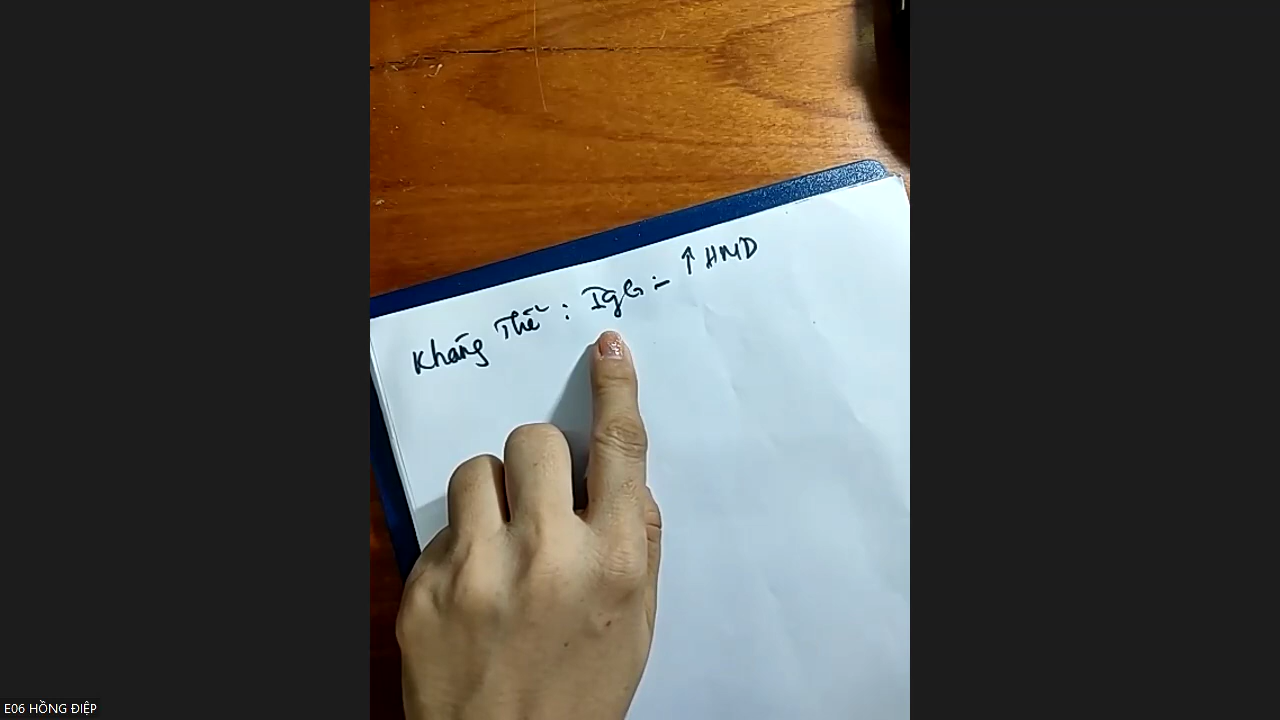 Kháng Thể : IgG :- ↑ HMD
E06 HỒNG ĐIỆP